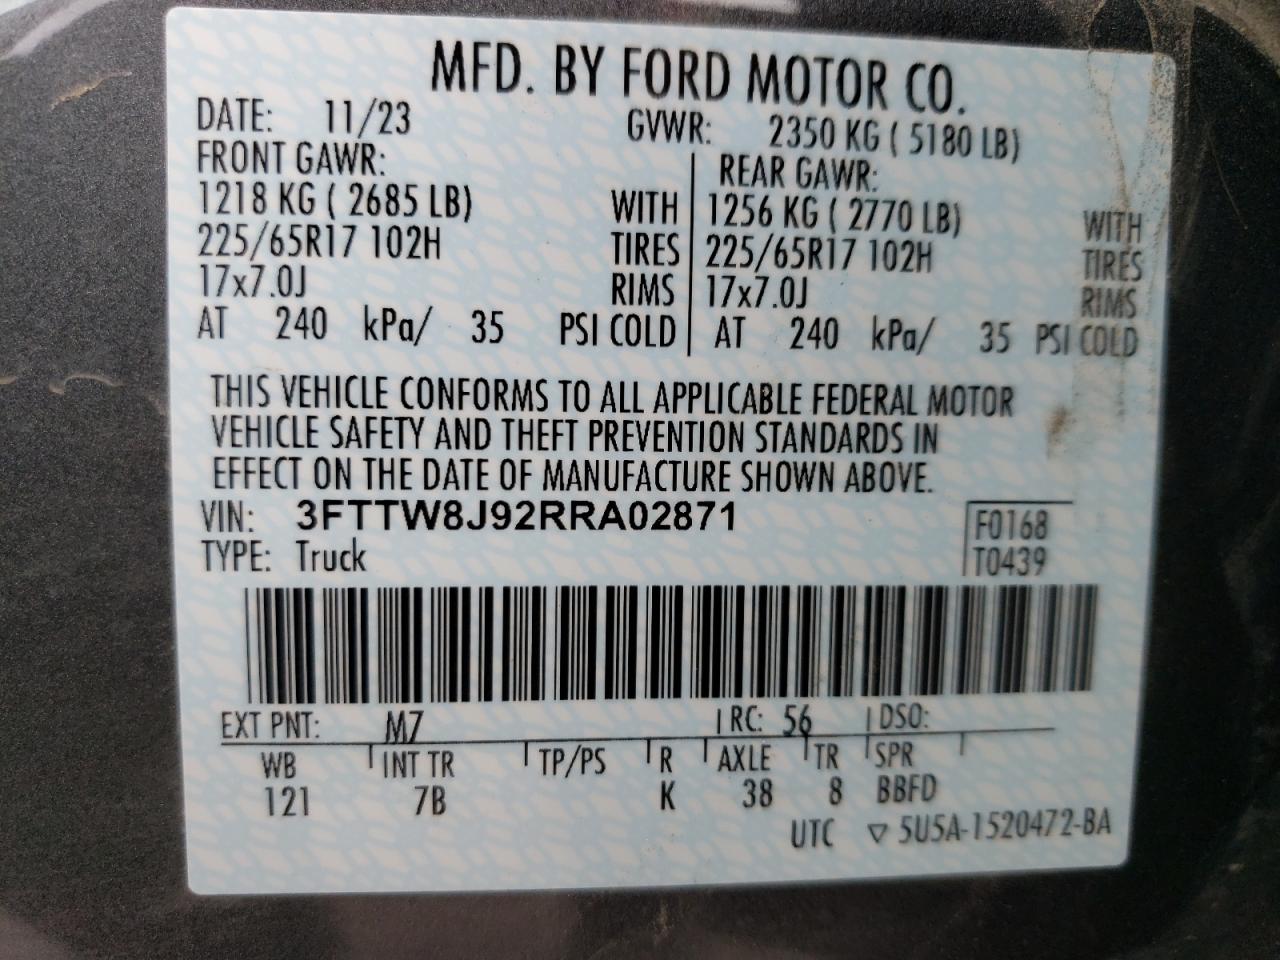 MFD. BY FORD MOTOR CO.
DATE: 11/23 GVWR: 2350 KG ( 5180 LB)
FRONT GAWR: REAR GAWR:
1218 KG ( 2685 LB) WITH 1256 KG ( 2770 LB) WITH
225/65R17 102H TIRES 225/65R17 102H TIRES
17x7.0J RIMS 17x7.0J RIMS
AT 240 kPa/ 35 PSI COLD AT 240 kPa/ 35 PSI COLD
THIS VEHICLE CONFORMS TO ALL APPLICABLE FEDERAL MOTOR
VEHICLE SAFETY AND THEFT PREVENTION STANDARDS IN
EFFECT ON THE DATE OF MANUFACTURE SHOWN ABOVE.
VIN: 3FTTW8J92RRA02871 F0168
TYPE: Truck T0439
EXT PNT: M7 RC: 56 DSO:
WB INT TR TP/PS R AXLE TR SPR
121 7B K 38 8 BBFD
UTC ▽ 5U5A-1520472-BA